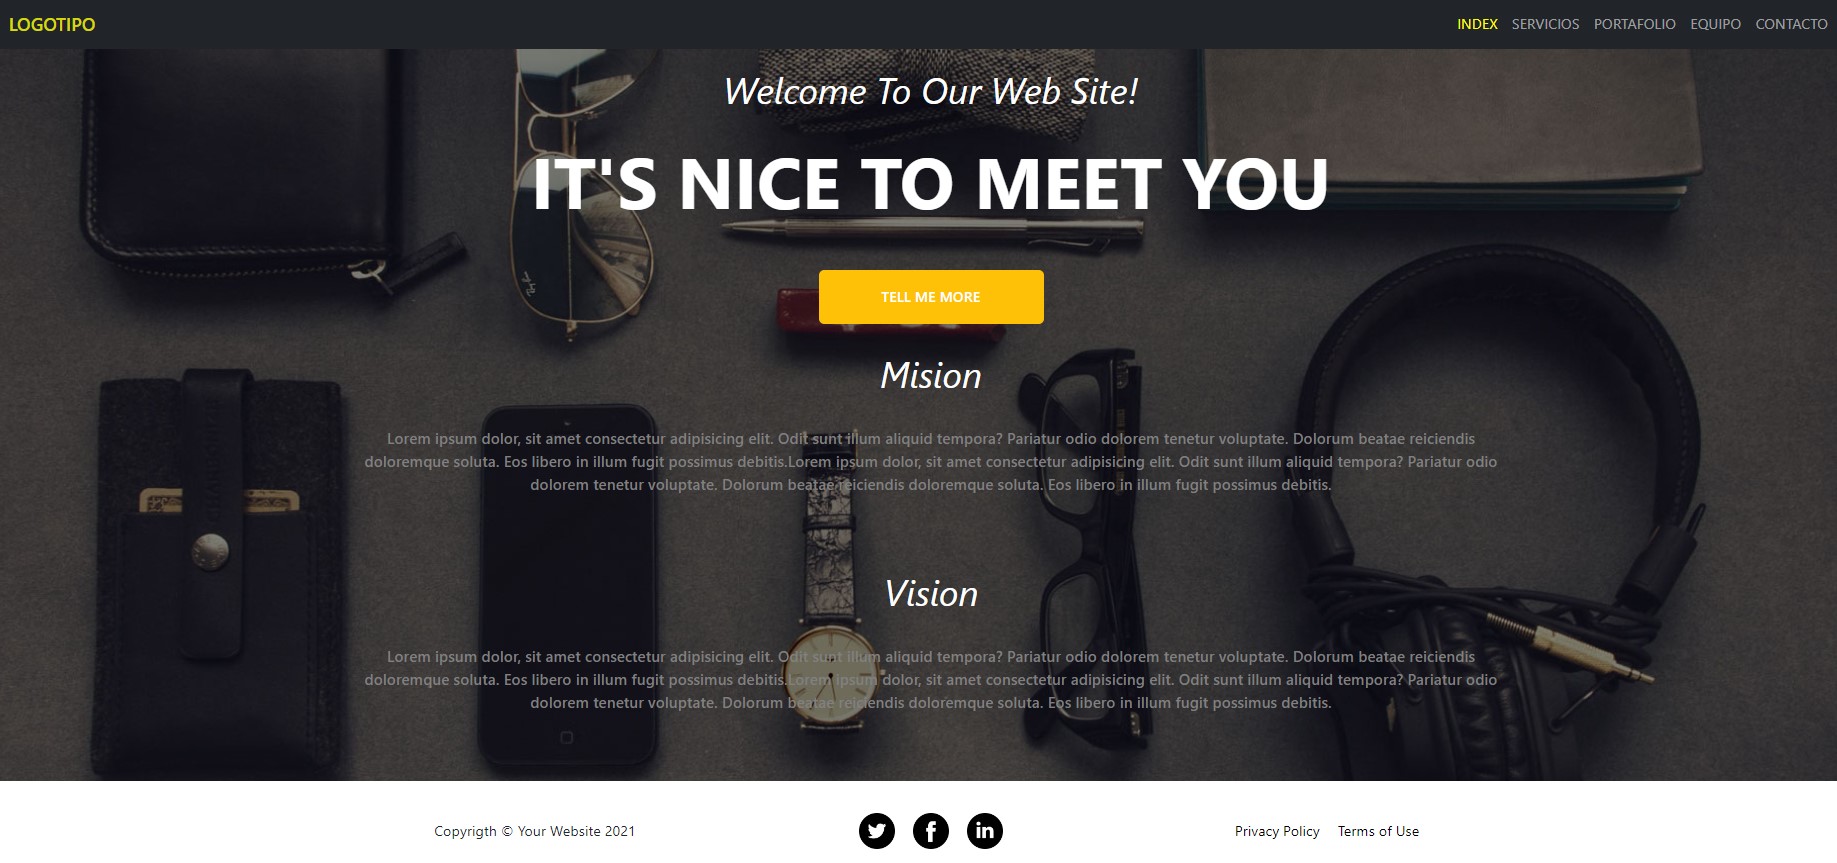 LOGOTIPO
INDEX SERVICIOS PORTAFOLIO EQUIPO CONTACTO
Welcome To Our Web Site!
IT'S NICE TO MEET YOU
TELL ME MORE
Mision
Lorem ipsum dolor, sit amet consectetur adipisicing elit. Odit sunt illum aliquid tempora? Pariatur odio dolorem tenetur voluptate. Dolorum beatae reiciendis
doloremque soluta. Eos libero in illum fugit possimus debitis.Lorem ipsum dolor, sit amet consectetur adipisicing elit. Odit sunt illum aliquid tempora? Pariatur odio
dolorem tenetur voluptate. Dolorum beatae reiciendis doloremque soluta. Eos libero in illum fugit possimus debitis.
Vision
Lorem ipsum dolor, sit amet consectetur adipisicing elit. Odit sunt illum aliquid tempora? Pariatur odio dolorem tenetur voluptate. Dolorum beatae reiciendis
doloremque soluta. Eos libero in illum fugit possimus debitis.Lorem ipsum dolor, sit amet consectetur adipisicing elit. Odit sunt illum aliquid tempora? Pariatur odio
dolorem tenetur voluptate. Dolorum beatae reiciendis doloremque soluta. Eos libero in illum fugit possimus debitis.
Copyrigth © Your Website 2021
Privacy Policy Terms of Use